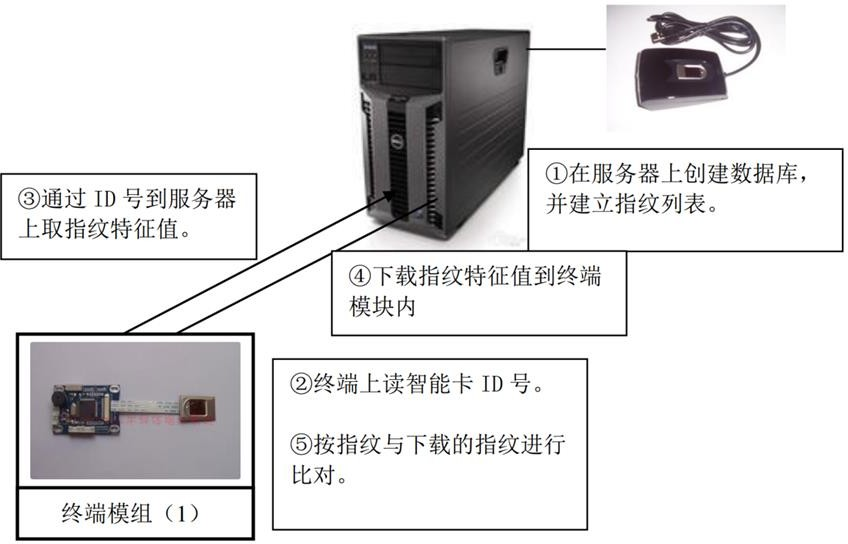 ①在服务器上创建数据库，
并建立指纹列表。
③通过 ID 号到服务器
上取指纹特征值。
④下载指纹特征值到终端
模块内
②终端上读智能卡 ID 号。
⑤按指纹与下载的指纹进行
比对。
终端模组（1）